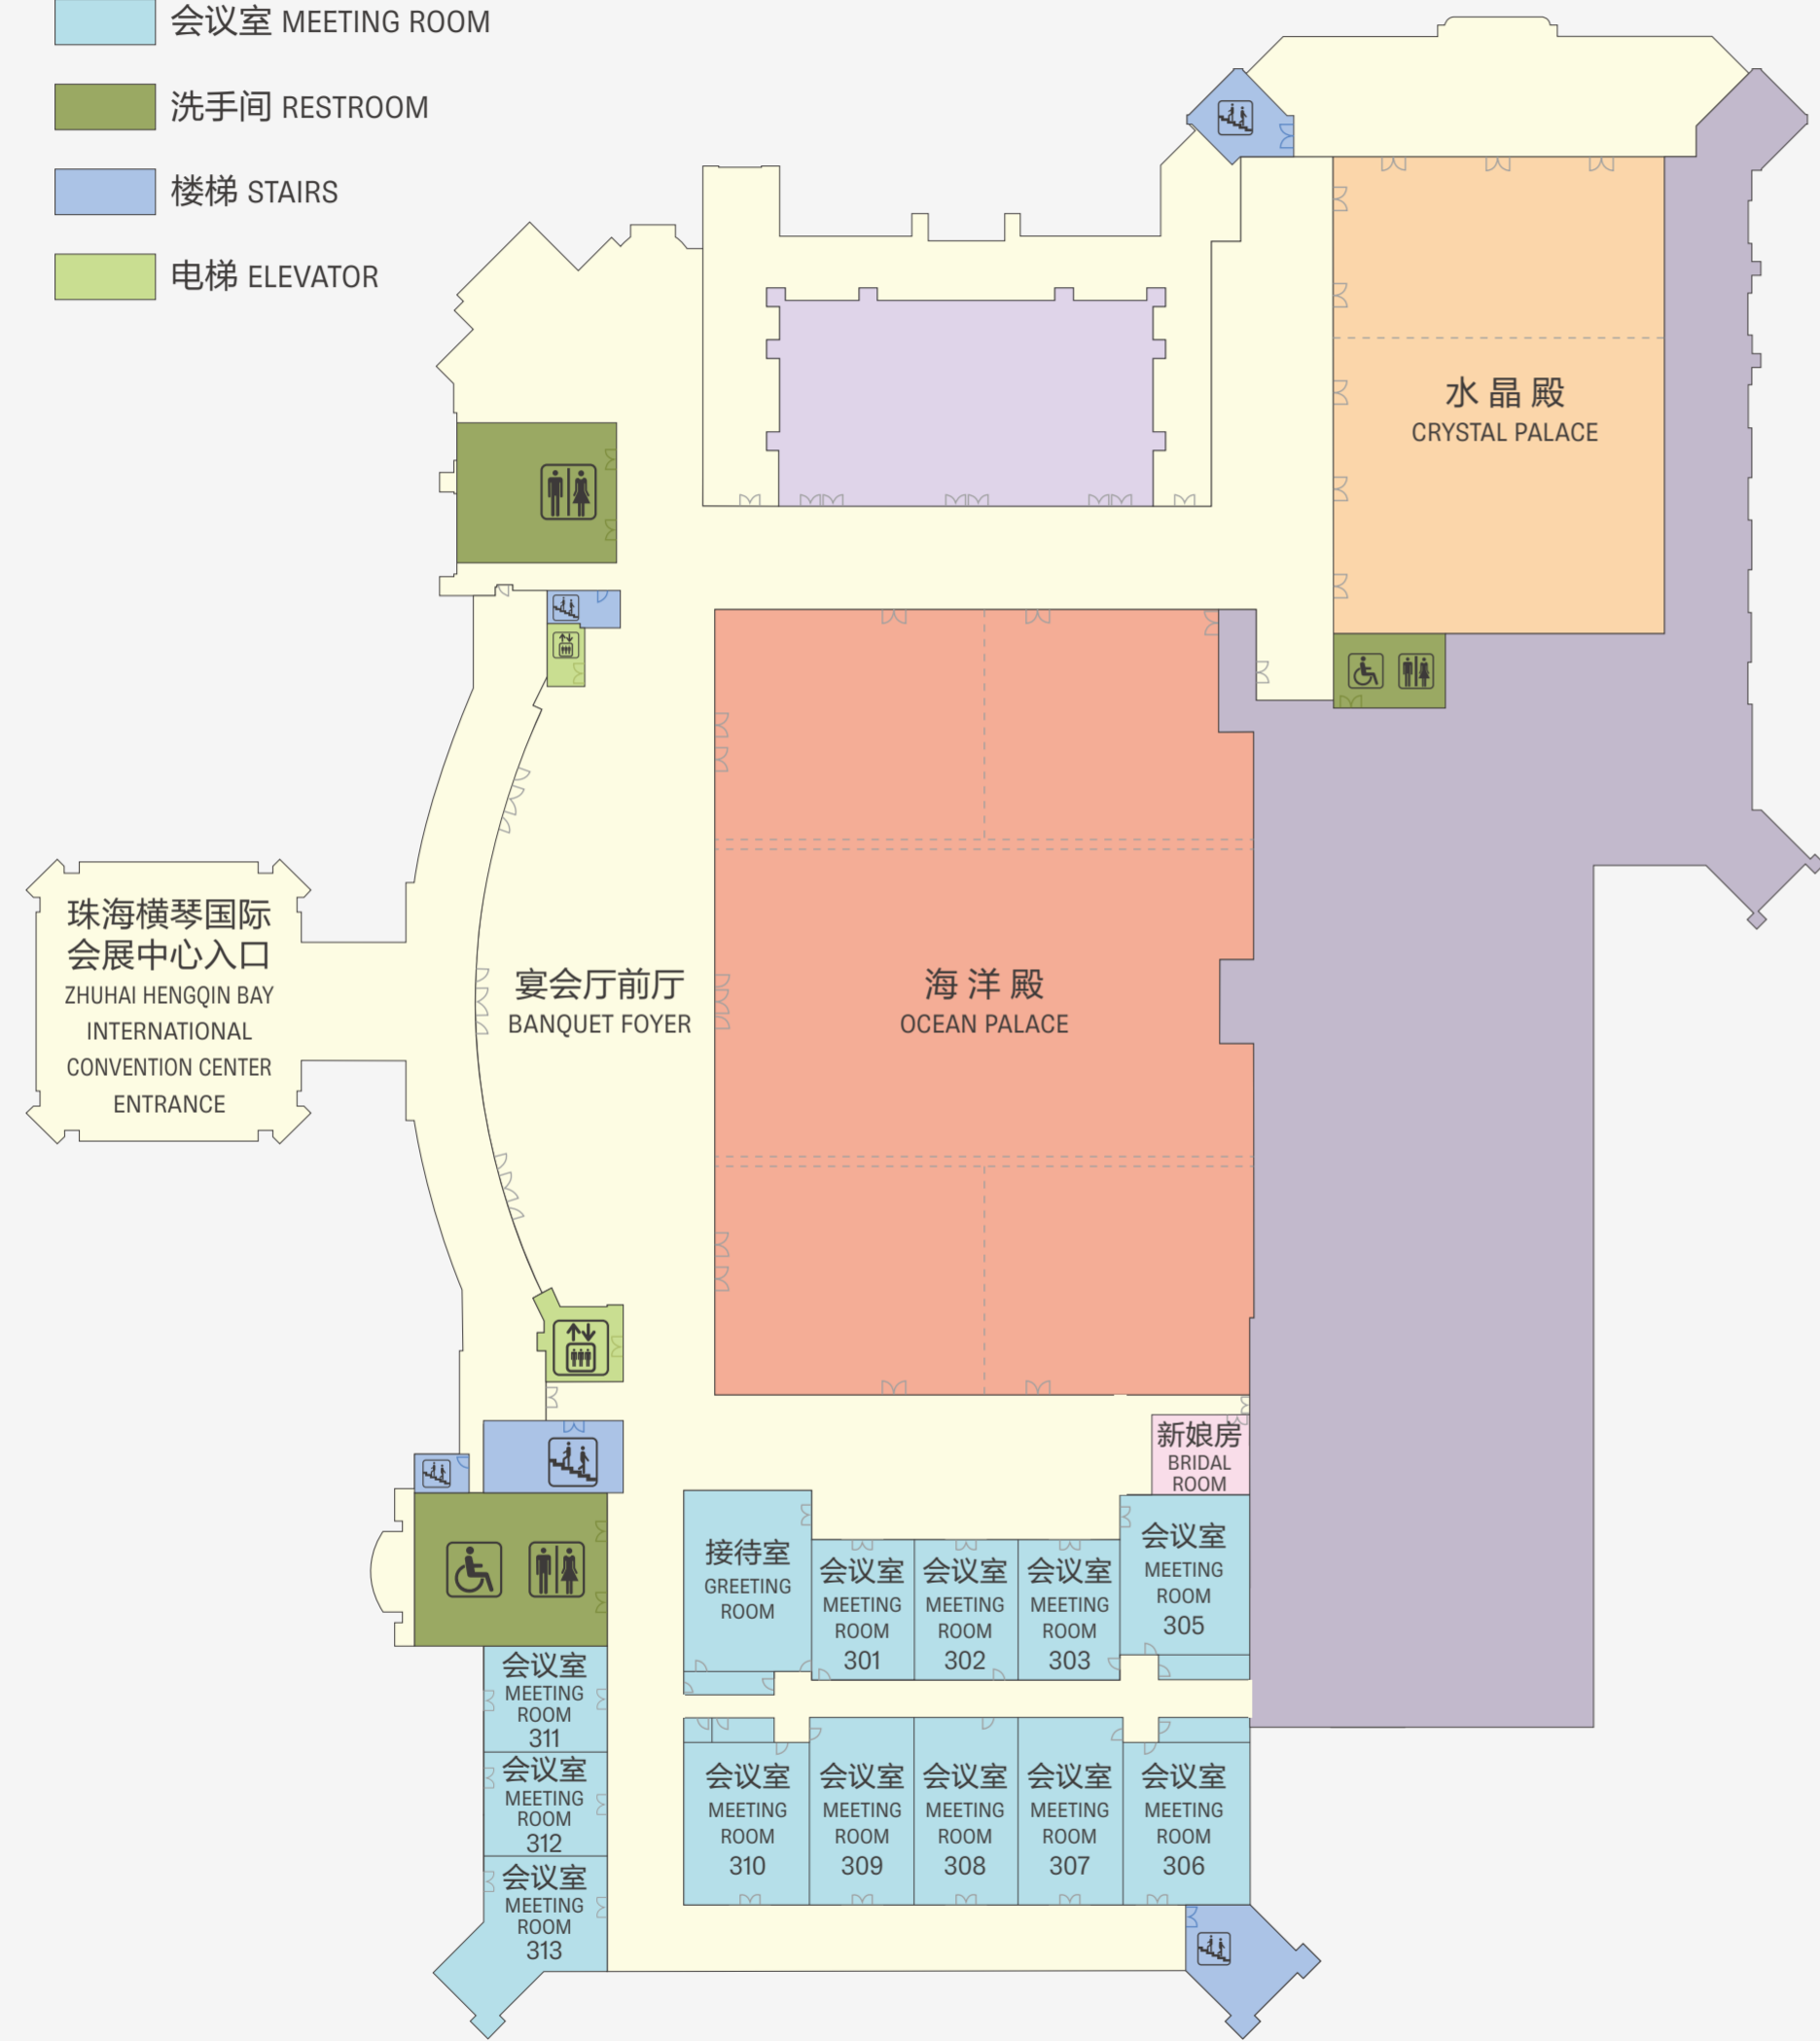 会议室 MEETING ROOM
洗手间 RESTROOM
楼梯 STAIRS
电梯 ELEVATOR
水晶殿
CRYSTAL PALACE
珠海横琴国际
会展中心入口
ZHUHAI HENGQIN BAY
INTERNATIONAL
CONVENTION CENTER
ENTRANCE
宴会厅前厅
BANQUET FOYER
海洋殿
OCEAN PALACE
新娘房
BRIDAL
ROOM
接待室
GREETING
ROOM
会议室
MEETING
ROOM
301
会议室
MEETING
ROOM
302
会议室
MEETING
ROOM
303
会议室
MEETING
ROOM
305
会议室
MEETING
ROOM
311
会议室
MEETING
ROOM
312
会议室
MEETING
ROOM
313
会议室
MEETING
ROOM
310
会议室
MEETING
ROOM
309
会议室
MEETING
ROOM
308
会议室
MEETING
ROOM
307
会议室
MEETING
ROOM
306